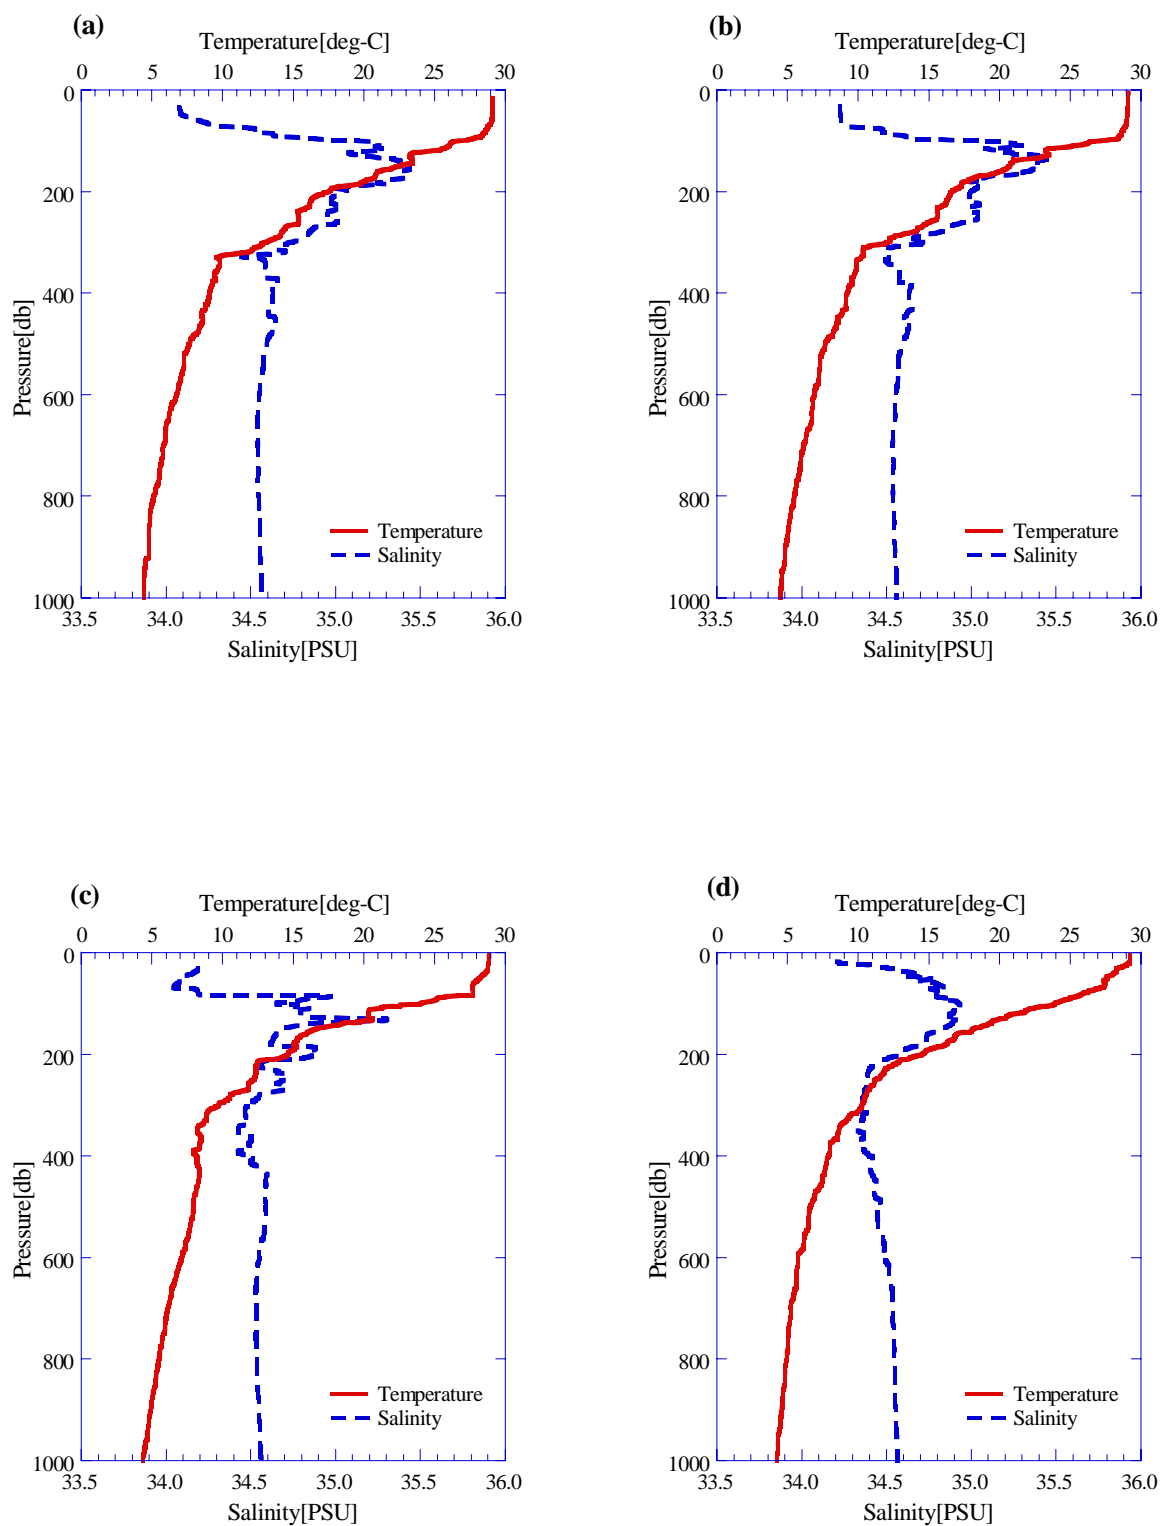 (a)
Temperature[deg-C]
0 5 10 15 20 25 30
0
200
400
600
800
1000
Pressure[db]
Temperature
Salinity
33.5 34.0 34.5 35.0 35.5 36.0
Salinity[PSU]
(b)
Temperature[deg-C]
0 5 10 15 20 25 30
0
200
400
600
800
1000
Pressure[db]
Temperature
Salinity
33.5 34.0 34.5 35.0 35.5 36.0
Salinity[PSU]
(c)
Temperature[deg-C]
0 5 10 15 20 25 30
0
200
400
600
800
1000
Pressure[db]
Temperature
Salinity
33.5 34.0 34.5 35.0 35.5 36.0
Salinity[PSU]
(d)
Temperature[deg-C]
0 5 10 15 20 25 30
0
200
400
600
800
1000
Pressure[db]
Temperature
Salinity
33.5 34.0 34.5 35.0 35.5 36.0
Salinity[PSU]